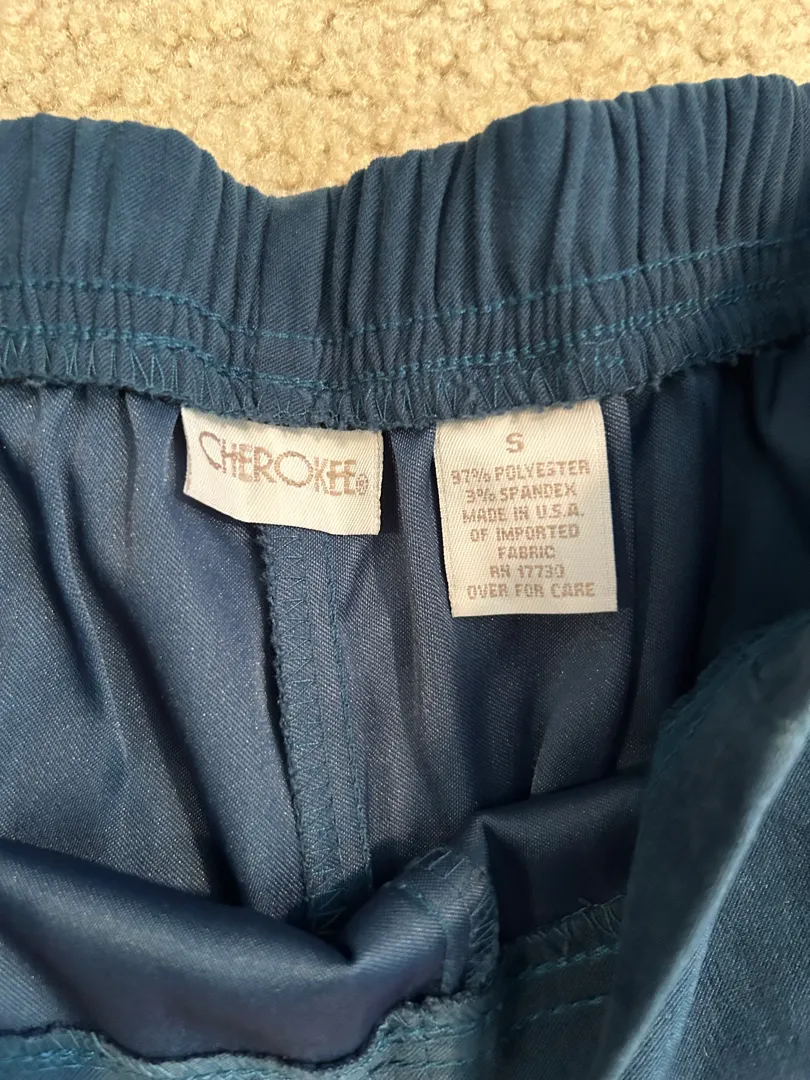 CHEROKEE®
S
97% POLYESTER
3% SPANDEX
MADE IN U.S.A.
OF IMPORTED
FABRIC
RN 17730
OVER FOR CARE